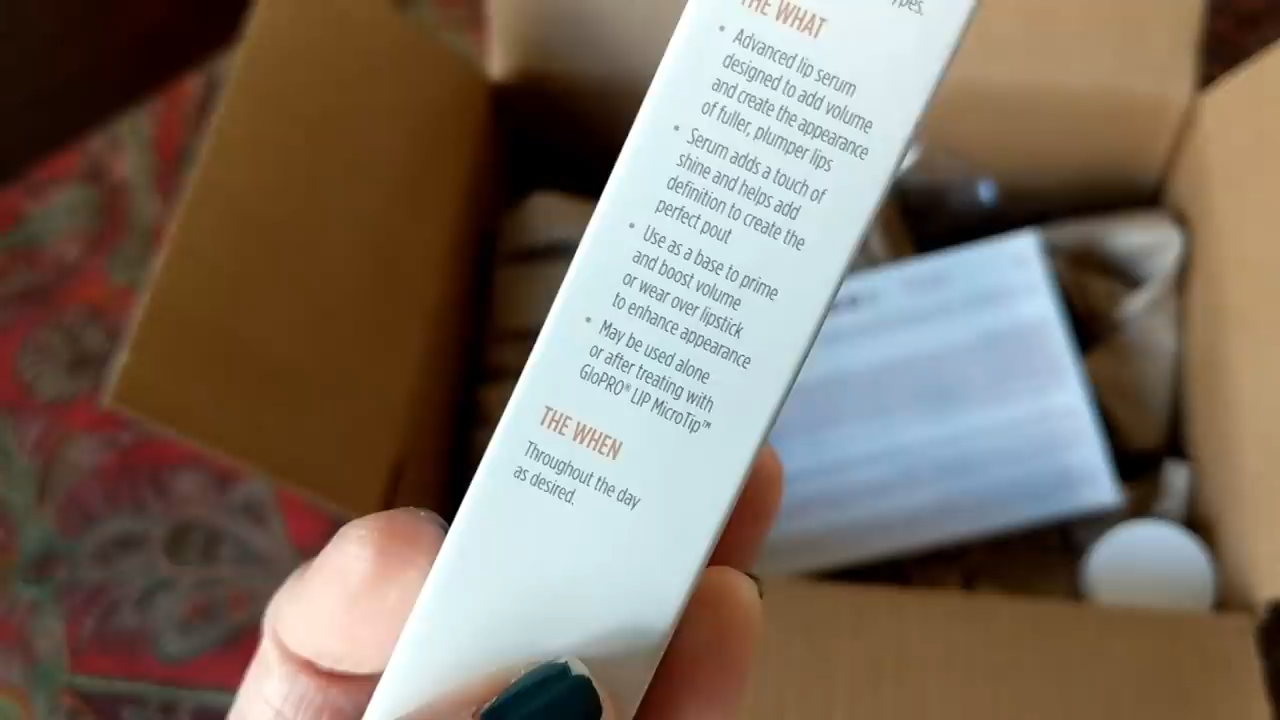 THE WHAT
• Advanced lip serum
designed to add volume
and create the appearance
of fuller, plumper lips
• Serum adds a touch of
shine and helps add
definition to create the
perfect pout
• Use as a base to prime
and boost volume
or wear over lipstick
to enhance appearance
• May be used alone
or after treating with
GloPRO® LIP MicroTip™
THE WHEN
Throughout the day
as desired.